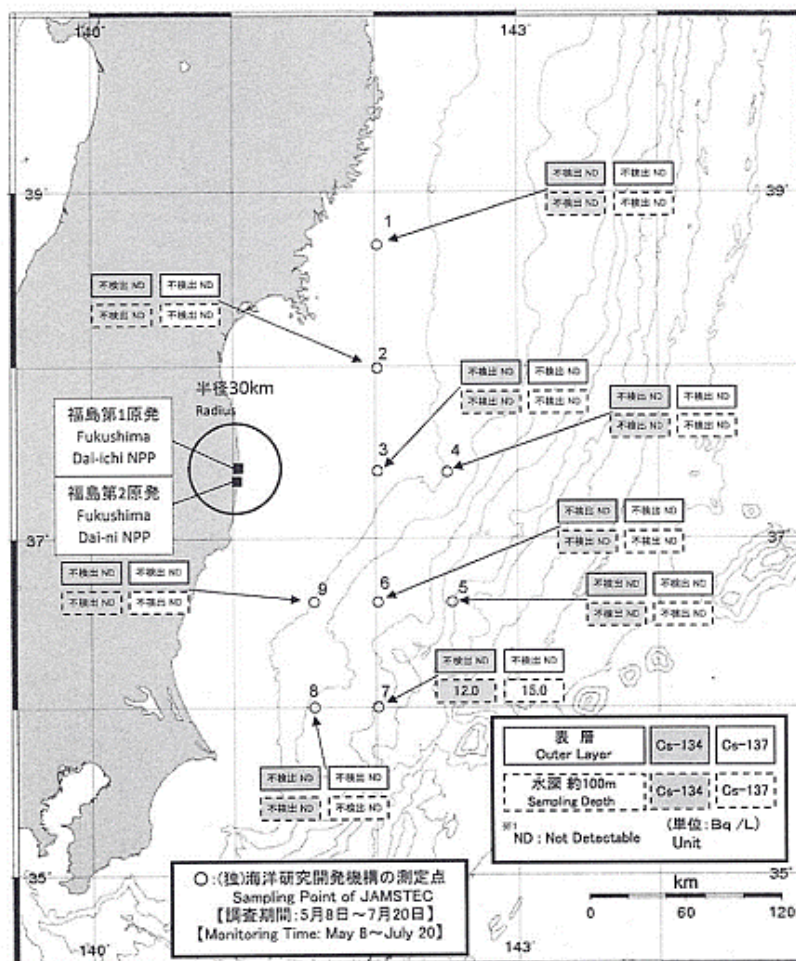 140゜
143゜
39゜
不検出 ND 不検出 ND
39゜
不検出 ND 不検出 ND
1
不検出 ND 不検出 ND
不検出 ND 不検出 ND
2
半径30km
Radius
不検出 ND 不検出 ND
不検出 ND 不検出 ND
不検出 ND 不検出 ND
不検出 ND 不検出 ND
福島第1原発
Fukushima
Dai-ichi NPP
3
4
福島第2原発
Fukushima
Dai-ni NPP
不検出 ND 不検出 ND
不検出 ND 不検出 ND
37゜
37゜
不検出 ND 不検出 ND
不検出 ND 不検出 ND
9
6
5
不検出 ND 不検出 ND
不検出 ND 不検出 ND
不検出 ND 不検出 ND
12.0 15.0
8
7
不検出 ND 不検出 ND
不検出 ND 不検出 ND
表層
Outer Layer
Cs-134 Cs-137
水深 約100m
Sampling Depth
Cs-134 Cs-137
※1
ND : Not Detectable
(単位:Bq /L)
Unit
35゜
35゜
○:(独)海洋研究開発機構の測定点
Sampling Point of JAMSTEC
【調査期間:5月8日~7月20日】
【Monitoring Time: May 8~July 20】
km
0 60 120
140゜
143゜